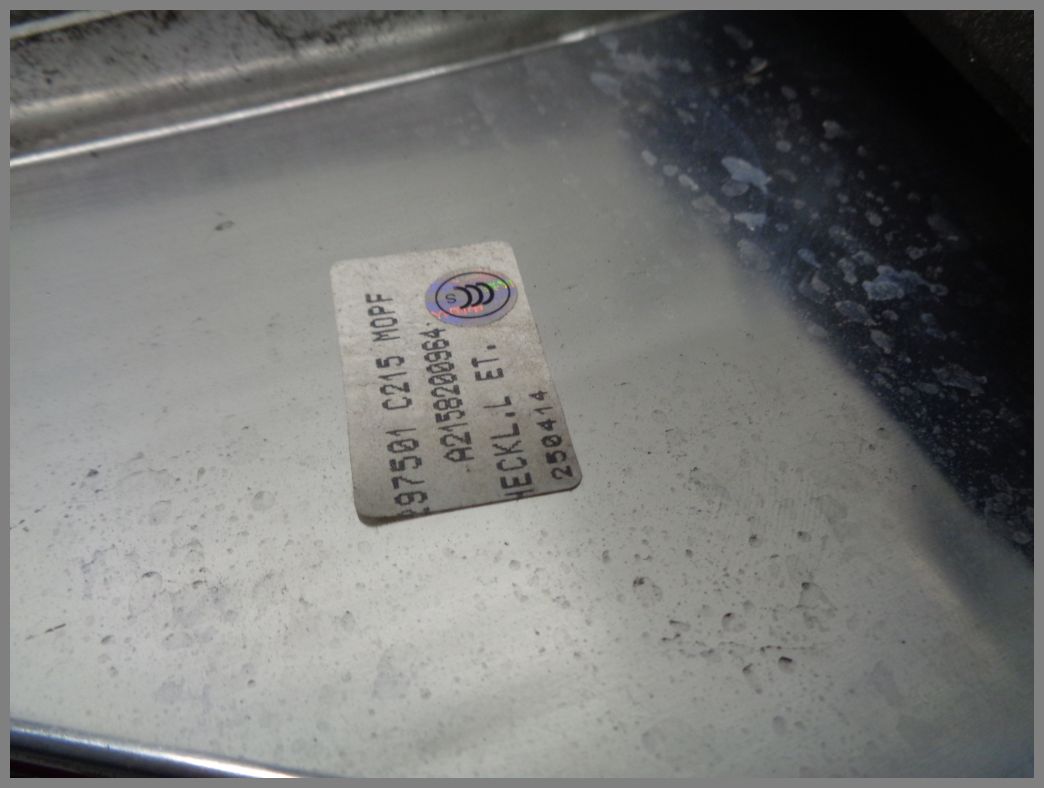 297501 C215 MOPF
A2158200964
HECKL.L ET.
250414
S